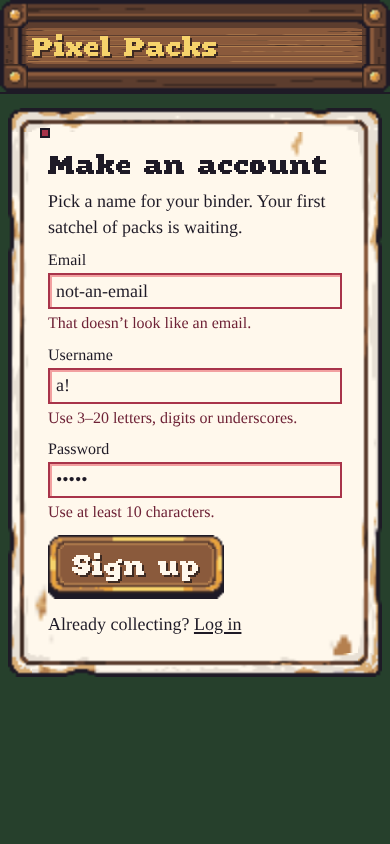 Pixel Packs
Make an account
Pick a name for your binder. Your first
satchel of packs is waiting.
Email
not-an-email
That doesn’t look like an email.
Username
a!
Use 3–20 letters, digits or underscores.
Password
•••••
Use at least 10 characters.
Sign up
Already collecting? Log in